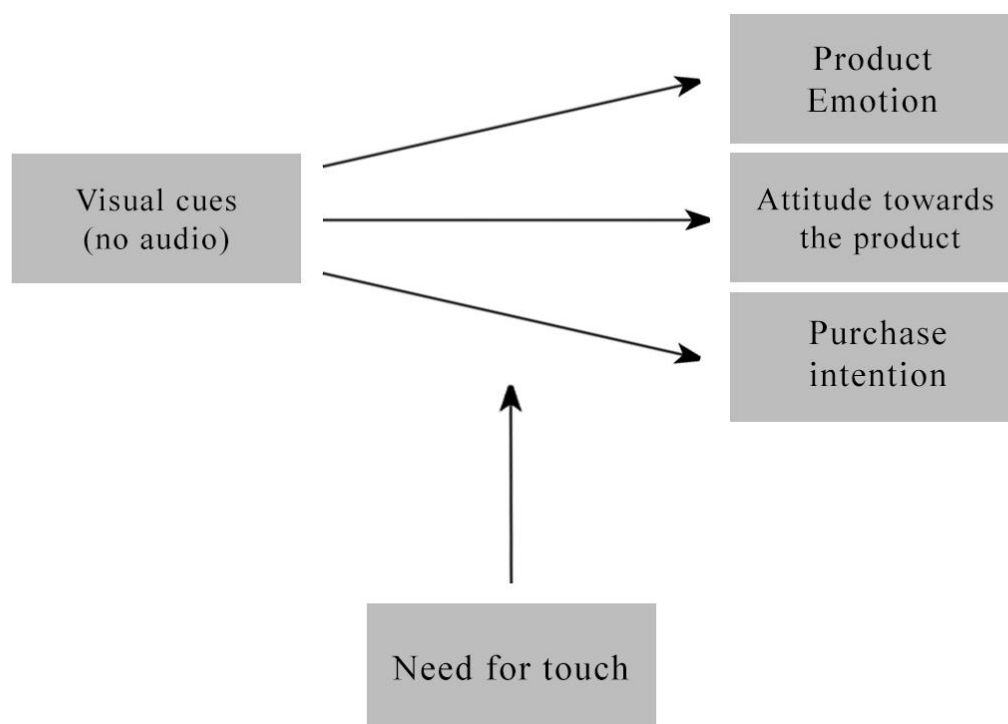 Product
Emotion
Visual cues
(no audio)
Attitude towards
the product
Purchase
intention
Need for touch